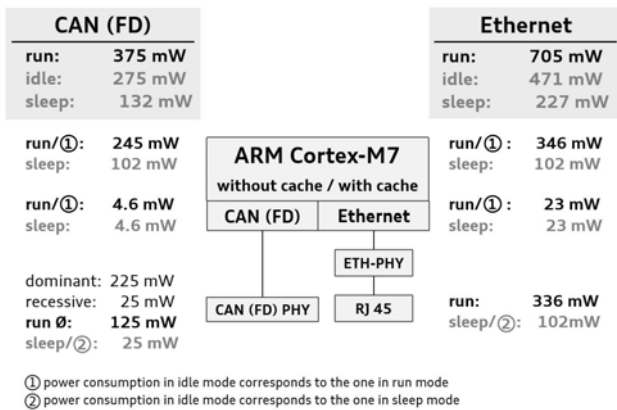 CAN (FD)
run: 375 mW
idle: 275 mW
sleep: 132 mW
run/①: 245 mW
sleep: 102 mW
run/①: 4.6 mW
sleep: 4.6 mW
dominant: 225 mW
recessive: 25 mW
run Ø: 125 mW
sleep/②: 25 mW
ARM Cortex-M7
without cache / with cache
CAN (FD) Ethernet
ETH-PHY
CAN (FD) PHY RJ 45
Ethernet
run: 705 mW
idle: 471 mW
sleep: 227 mW
run/① : 346 mW
sleep: 102 mW
run/① : 23 mW
sleep: 23 mW
run: 336 mW
sleep/②: 102mW
① power consumption in idle mode corresponds to the one in run mode
② power consumption in idle mode corresponds to the one in sleep mode